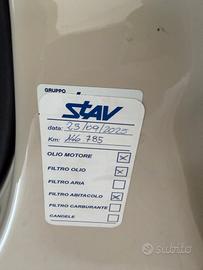 GRUPPO
STAV
data: 23/09/2025
Km: 146 785
OLIO MOTORE ☒
FILTRO OLIO ☒
FILTRO ARIA ☐
FILTRO ABITACOLO ☒
FILTRO CARBURANTE ☐
CANDELE ☐
subito